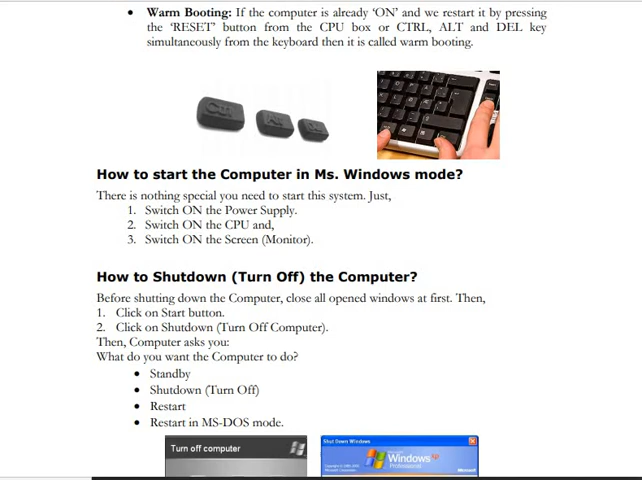 • Warm Booting: If the computer is already ‘ON’ and we restart it by pressing
the ‘RESET’ button from the CPU box or CTRL, ALT and DEL key
simultaneously from the keyboard then it is called warm booting.
Ctrl
How to start the Computer in Ms. Windows mode?
There is nothing special you need to start this system. Just,
1. Switch ON the Power Supply.
2. Switch ON the CPU and,
3. Switch ON the Screen (Monitor).
How to Shutdown (Turn Off) the Computer?
Before shutting down the Computer, close all opened windows at first. Then,
1. Click on Start button.
2. Click on Shutdown (Turn Off Computer).
Then, Computer asks you:
What do you want the Computer to do?
• Standby
• Shutdown (Turn Off)
• Restart
• Restart in MS-DOS mode.
Turn off computer
Shut Down Windows
Windows XP
Professional
Microsoft